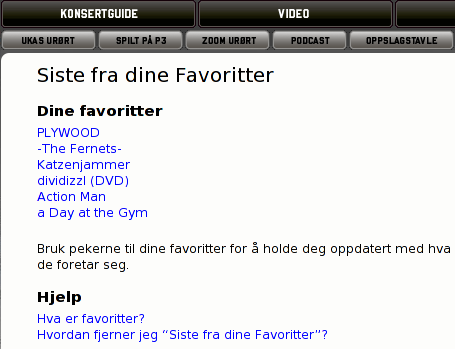 KONSERTGUIDE VIDEO
UKAS URØRT SPILT PÅ P3 ZOOM URØRT PODCAST OPPSLAGSTAVLE
Siste fra dine Favoritter
Dine favoritter
PLYWOOD
-The Fernets-
Katzenjammer
dividizzl (DVD)
Action Man
a Day at the Gym
Bruk pekerne til dine favoritter for å holde deg oppdatert med hva
de foretar seg.
Hjelp
Hva er favoritter?
Hvordan fjerner jeg “Siste fra dine Favoritter”?